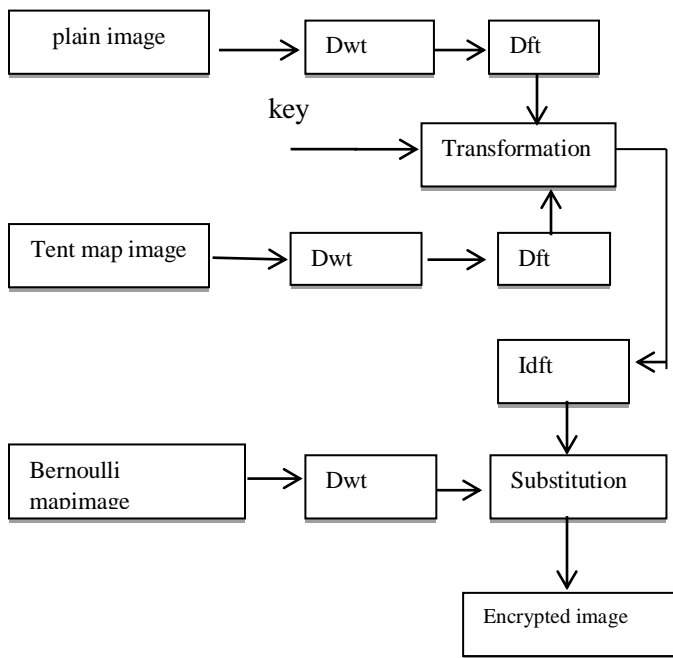 plain image
Dwt
Dft
key
Transformation
Tent map image
Dwt
Dft
Idft
Bernoulli
mapimage
Dwt
Substitution
Encrypted image